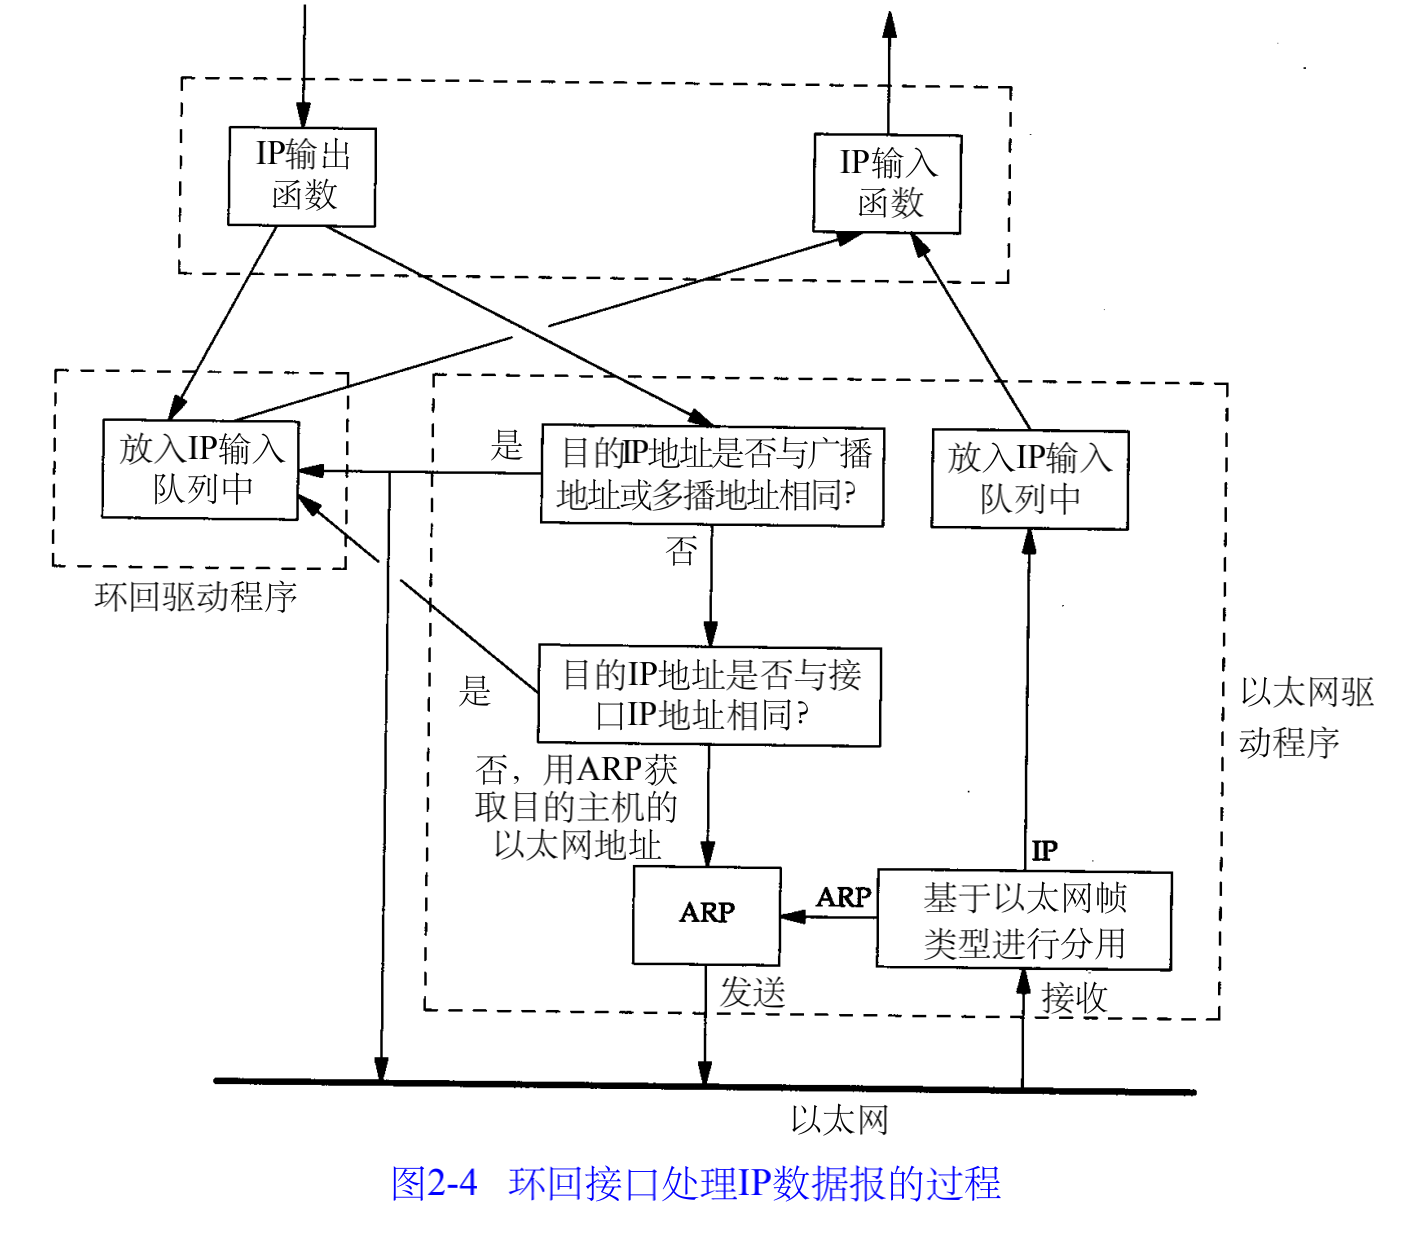 IP输出
函数
IP输入
函数
放入IP输入
队列中
环回驱动程序
是
目的IP地址是否与广播
地址或多播地址相同?
否
放入IP输入
队列中
是
目的IP地址是否与接
口IP地址相同?
以太网驱
动程序
否，用ARP获
取目的主机的
以太网地址
ARP
ARP
IP
基于以太网帧
类型进行分用
发送
接收
以太网
图2-4 环回接口处理IP数据报的过程